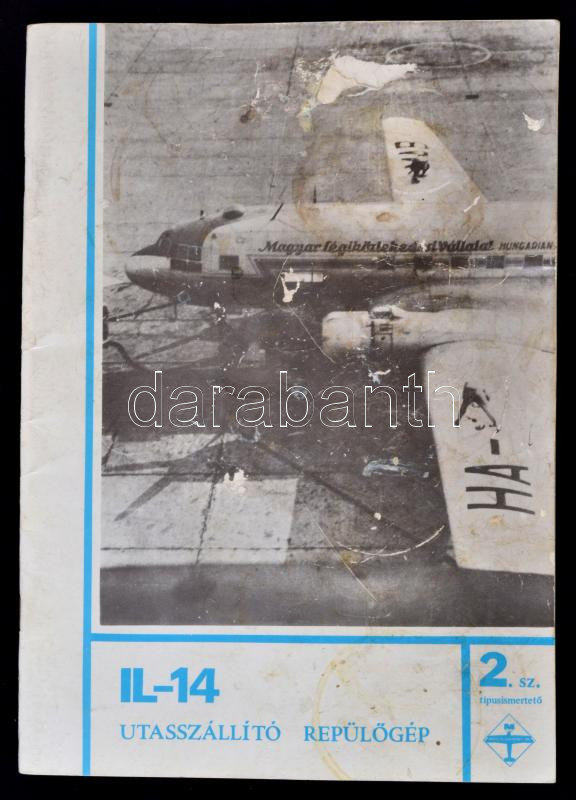 Magyar Légiközlekedési Vállalat HUNGARIAN
HA-
darabanth
IL-14
UTASSZÁLLÍTÓ REPÜLŐGÉP
2. sz.
típusismertető